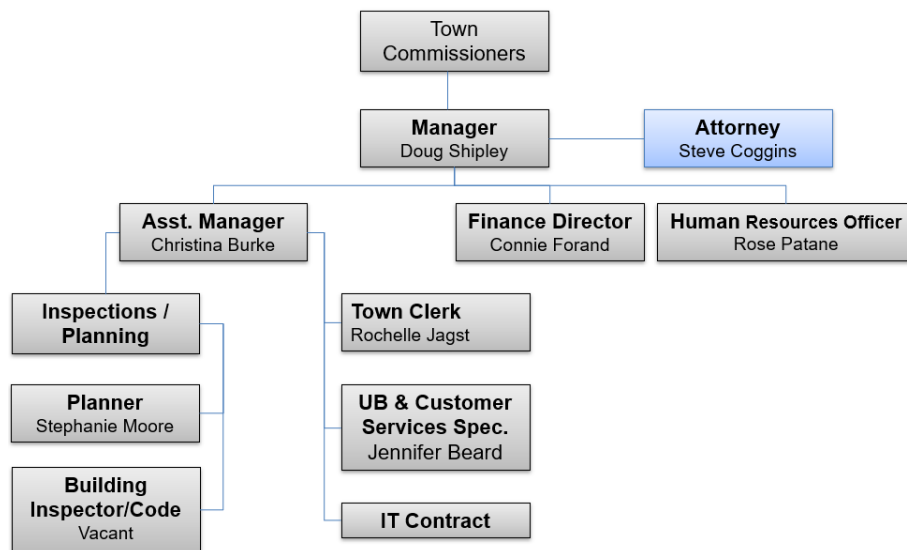 Town
Commissioners
Manager
Doug Shipley
Attorney
Steve Coggins
Asst. Manager
Christina Burke
Finance Director
Connie Forand
Human Resources Officer
Rose Patane
Inspections /
Planning
Town Clerk
Rochelle Jagst
Planner
Stephanie Moore
UB & Customer
Services Spec.
Jennifer Beard
Building
Inspector/Code
Vacant
IT Contract